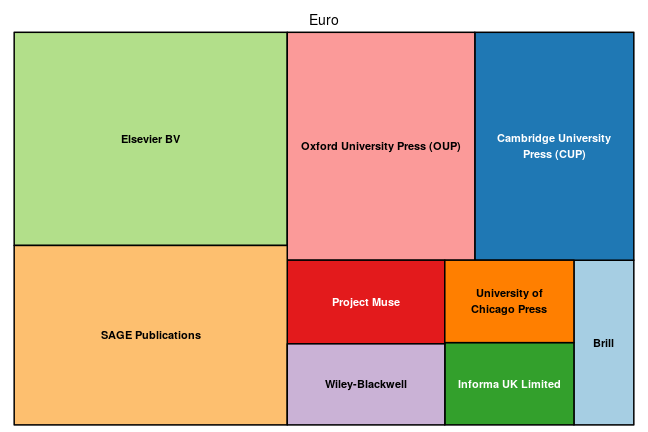 Euro
Elsevier BV
Oxford University Press (OUP)
Cambridge University
Press (CUP)
SAGE Publications
Project Muse
University of
Chicago Press
Brill
Wiley-Blackwell
Informa UK Limited